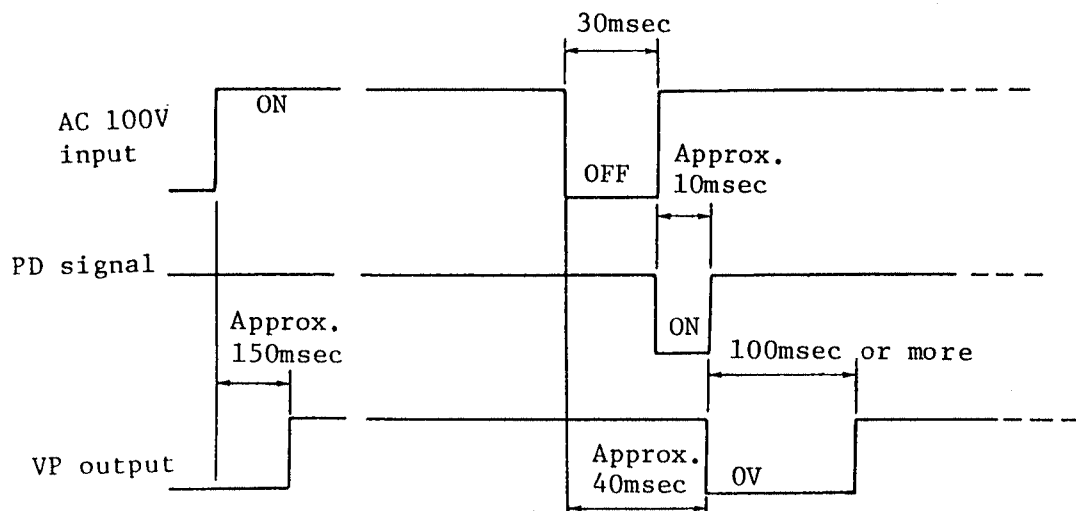 30msec
AC 100V
input
ON
OFF
Approx.
10msec
PD signal
ON
Approx.
150msec
100msec or more
VP output
Approx.
40msec
0V